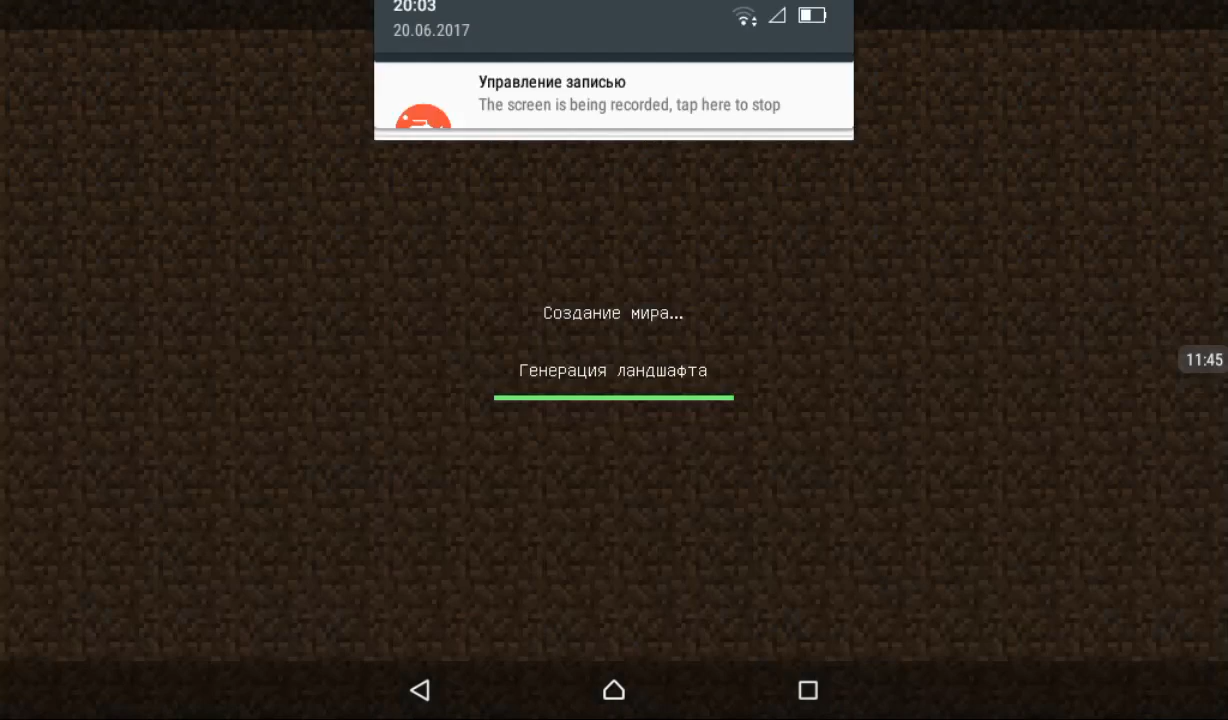 20:03
20.06.2017
Управление записью
The screen is being recorded, tap here to stop
Создание мира...
11:45
Генерация ландшафта